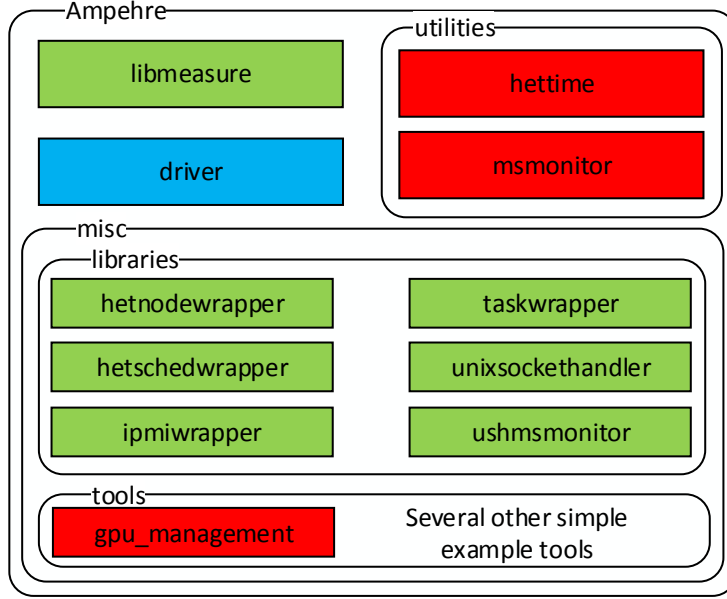 Ampehre
utilities
libmeasure
hettime
driver
msmonitor
misc
libraries
hetnodewrapper
taskwrapper
hetschedwrapper
unixsockethandler
ipmiwrapper
ushmsmonitor
tools
gpu_management
Several other simple
example tools